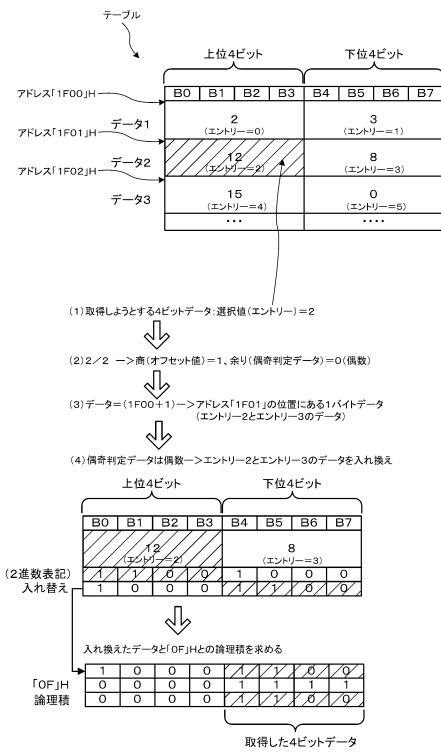 テーブル
上位4ビット 下位4ビット
B0 B1 B2 B3 B4 B5 B6 B7
アドレス「1F00」H
データ1 2 3
(エントリー=0) (エントリー=1)
アドレス「1F01」H
データ2 12 8
(エントリー=2) (エントリー=3)
アドレス「1F02」H
データ3 15 0
(エントリー=4) (エントリー=5)
・・・ ・・・・
(1)取得しようとする4ビットデータ:選択値(エントリー)=2
(2)2/2 ー>商(オフセット値)=1、余り(偶奇判定データ)=0(偶数)
(3)データ=(1F00+1)ー>アドレス「1F01」の位置にある1バイトデータ
(エントリー2とエントリー3のデータ)
(4)偶奇判定データは偶数ー>エントリー2とエントリー3のデータを入れ換え
上位4ビット 下位4ビット
B0 B1 B2 B3 B4 B5 B6 B7
12 8
(エントリー=2) (エントリー=3)
(2進数表記) 1 1 0 0 1 0 0 0
入れ替え 1 0 0 0 1 1 0 0
入れ換えたデータと「0F」Hとの論理積を求める
1 0 0 0 1 1 0 0
「0F」H 0 0 0 0 1 1 1 1
論理積 0 0 0 0 1 1 0 0
取得した4ビットデータ